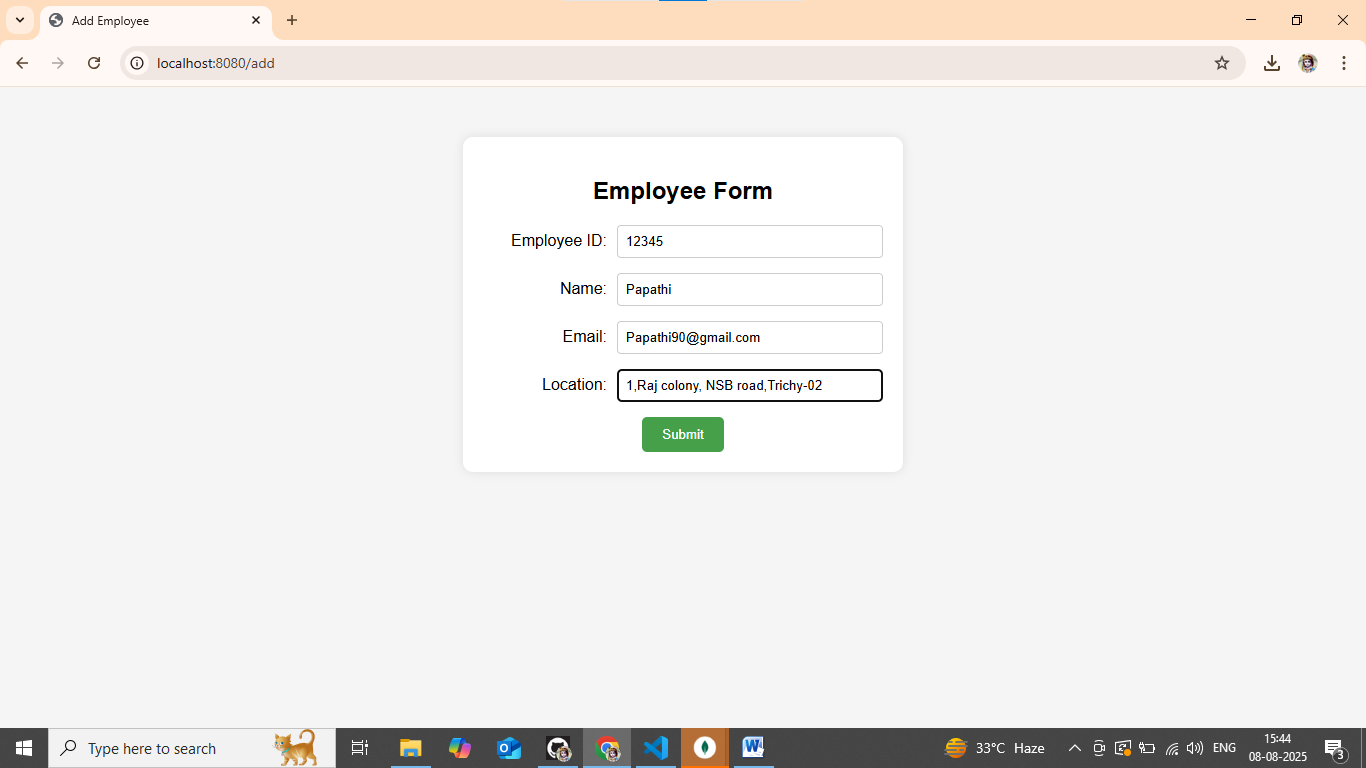 Add Employee
localhost:8080/add
Employee Form
Employee ID: 12345
Name: Papathi
Email: Papathi90@gmail.com
Location: 1,Raj colony, NSB road,Trichy-02
Submit
Type here to search
33°C Haze
ENG
15:44
08-08-2025
3